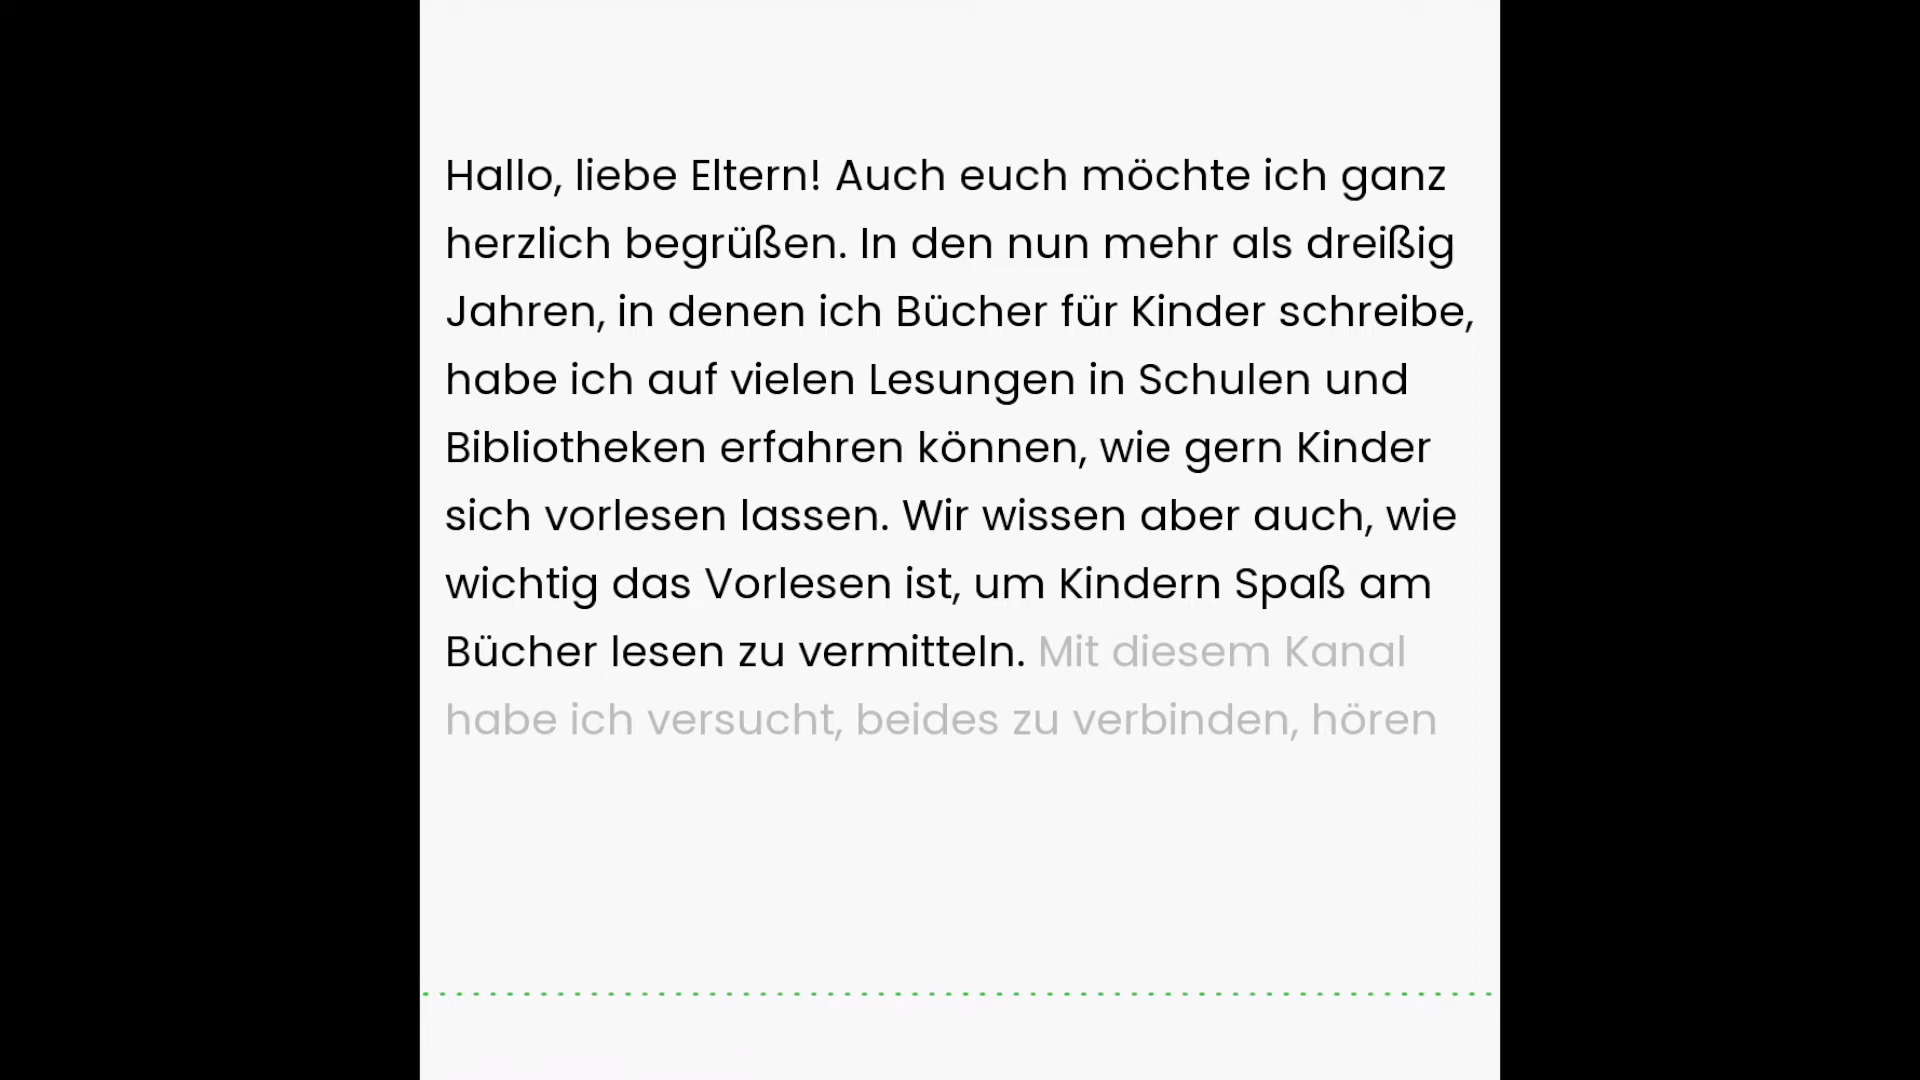 Hallo, liebe Eltern! Auch euch möchte ich ganz
herzlich begrüßen. In den nun mehr als dreißig
Jahren, in denen ich Bücher für Kinder schreibe,
habe ich auf vielen Lesungen in Schulen und
Bibliotheken erfahren können, wie gern Kinder
sich vorlesen lassen. Wir wissen aber auch, wie
wichtig das Vorlesen ist, um Kindern Spaß am
Bücher lesen zu vermitteln. Mit diesem Kanal
habe ich versucht, beides zu verbinden, hören